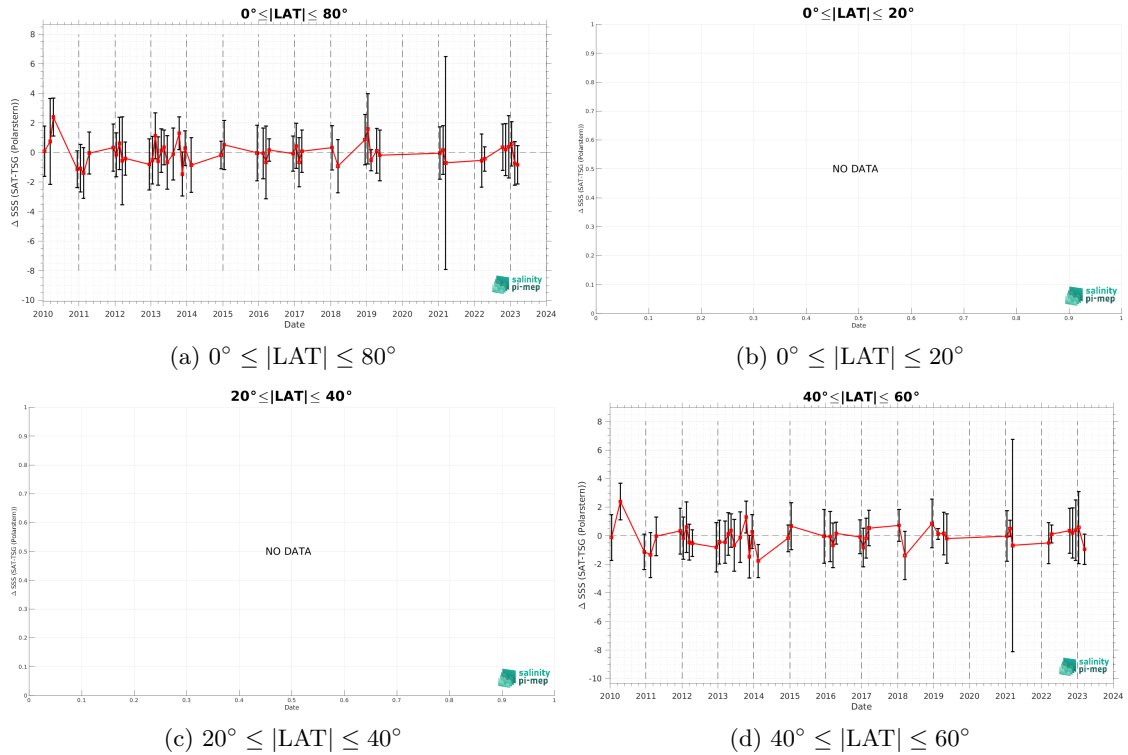 0°≤|LAT|≤ 80°
8
6
4
2
0
-2
-4
-6
-8
-10
Δ SSS (SAT-TSG (Polarstern))
2010 2011 2012 2013 2014 2015 2016 2017 2018 2019 2020 2021 2022 2023 2024
Date
salinity
pi-mep
(a) 0° ≤ |LAT| ≤ 80°
0°≤|LAT|≤ 20°
1
0.9
0.8
0.7
0.6
0.5
0.4
0.3
0.2
0.1
0
Δ SSS (SAT-TSG (Polarstern))
NO DATA
0 0.1 0.2 0.3 0.4 0.5 0.6 0.7 0.8 0.9 1
Date
salinity
pi-mep
(b) 0° ≤ |LAT| ≤ 20°
20°≤|LAT|≤ 40°
1
0.9
0.8
0.7
0.6
0.5
0.4
0.3
0.2
0.1
0
Δ SSS (SAT-TSG (Polarstern))
NO DATA
0 0.1 0.2 0.3 0.4 0.5 0.6 0.7 0.8 0.9 1
Date
salinity
pi-mep
(c) 20° ≤ |LAT| ≤ 40°
40°≤|LAT|≤ 60°
8
6
4
2
0
-2
-4
-6
-8
-10
Δ SSS (SAT-TSG (Polarstern))
2010 2011 2012 2013 2014 2015 2016 2017 2018 2019 2020 2021 2022 2023 2024
Date
salinity
pi-mep
(d) 40° ≤ |LAT| ≤ 60°